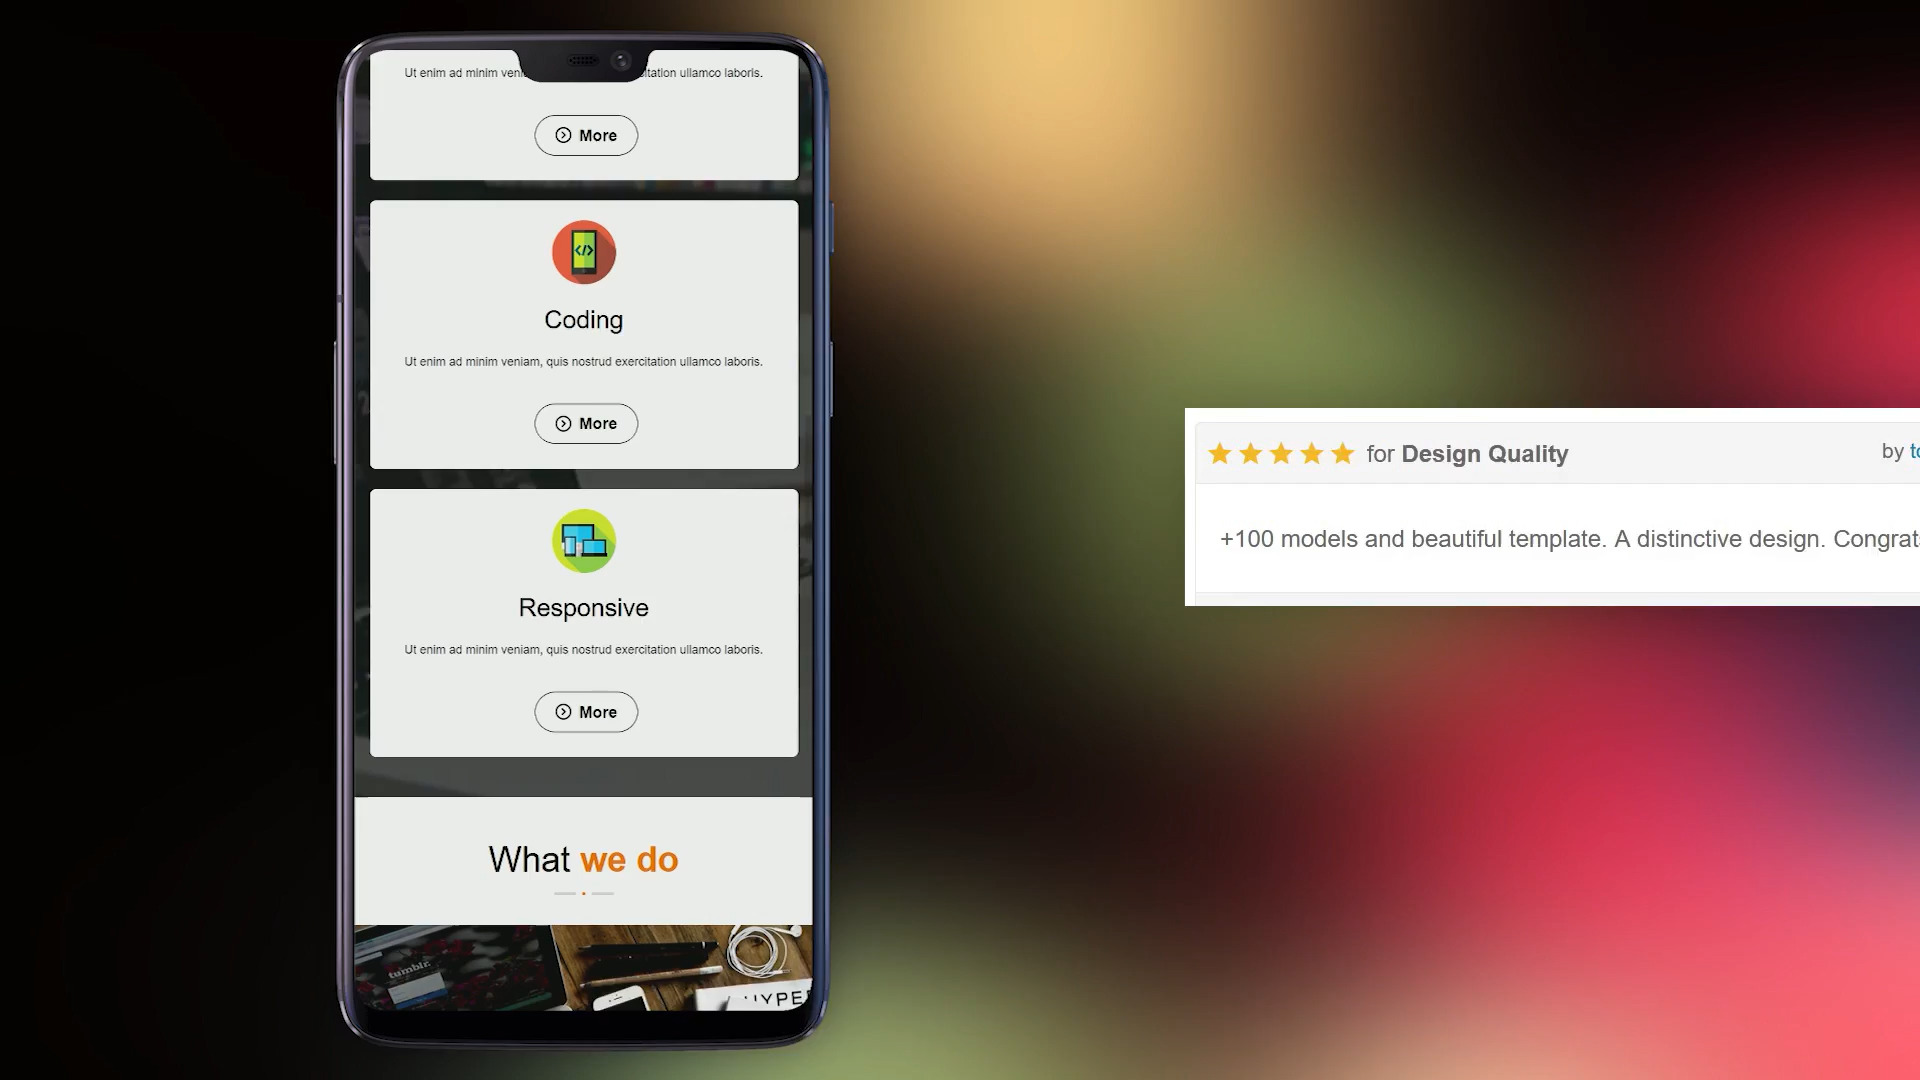 Ut enim ad minim
ullamco laboris.
More
</>
Coding
Ut enim ad minim veniam, quis nostrud exercitation ullamco laboris.
More
Responsive
Ut enim ad minim veniam, quis nostrud exercitation ullamco laboris.
More
What we do
tumblr.
for Design Quality
by
+100 models and beautiful template. A distinctive design.